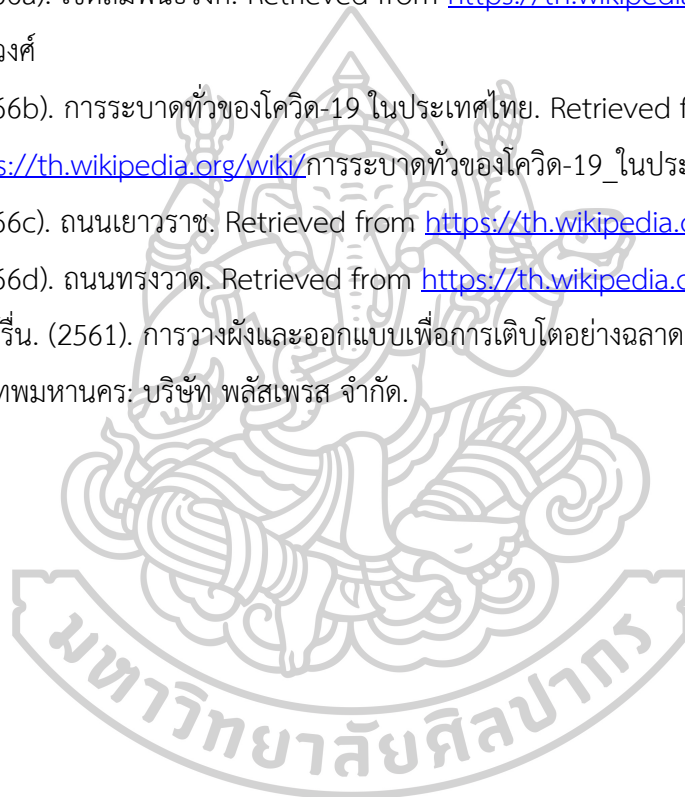 66a). เขตสัมพันธวงศ์. Retrieved from https://th.wikipedia
วงศ์
66b). การระบาดทั่วของโควิด-19 ในประเทศไทย. Retrieved f
s://th.wikipedia.org/wiki/การระบาดทั่วของโควิด-19_ในประ
66c). ถนนเยาวราช. Retrieved from https://th.wikipedia.o
66d). ถนนทรงวาด. Retrieved from https://th.wikipedia.o
รื่น. (2561). การวางผังและออกแบบเพื่อการเติบโตอย่างฉลาด
ทพมหานคร: บริษัท พลัสเพรส จำกัด.
มหาวิทยาลัยศิลปากร